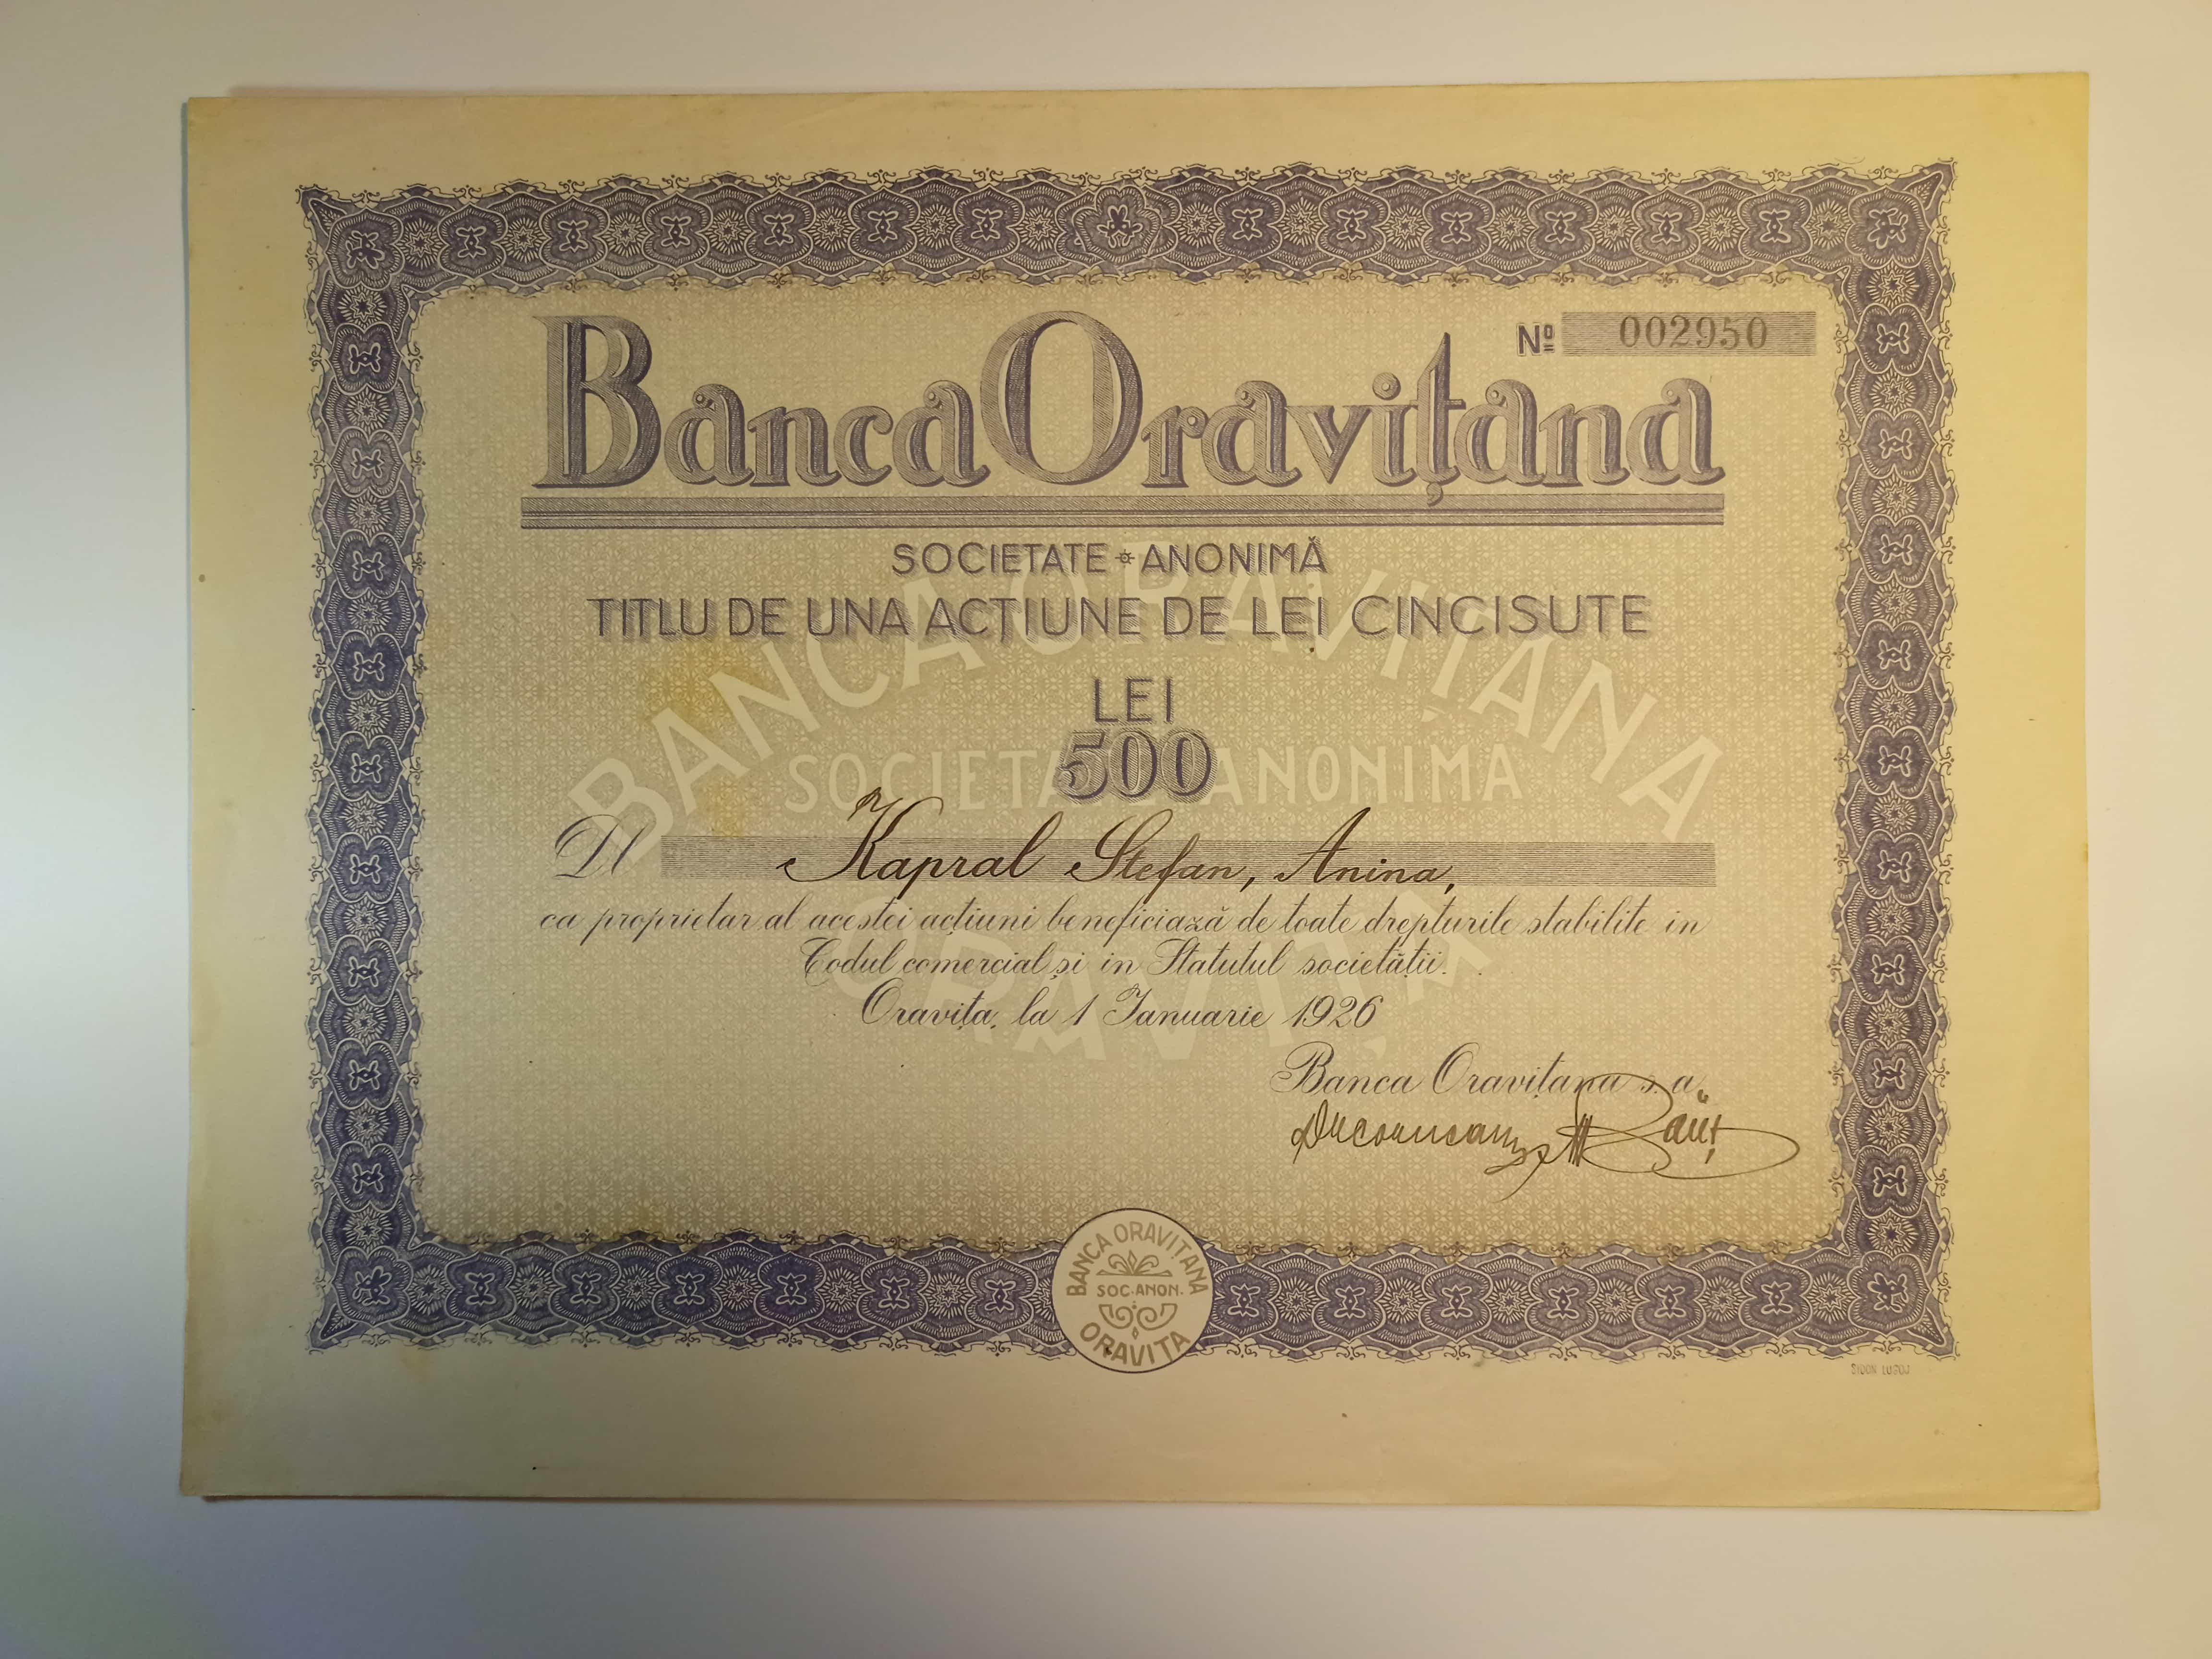 Nº 002950
Banca Oravițana
SOCIETATE ANONIMĂ
TITLU DE UNA ACȚIUNE DE LEI CINCISUTE
LEI
500
BANCA ORAVIȚANA
SOCIETATE ANONIMA
ORAVIȚA
Dl Kapral Stefan, Anina,
ca proprietar al acestei acțiuni beneficiază de toate drepturile stabilite in
Codul comercial și in Statutul societății.
Oravița, la 1 Ianuarie 1926
Banca Oravițana s. a.
BANCA ORAVITANA
SOC. ANON.
ORAVITA
SIDON LUGOJ